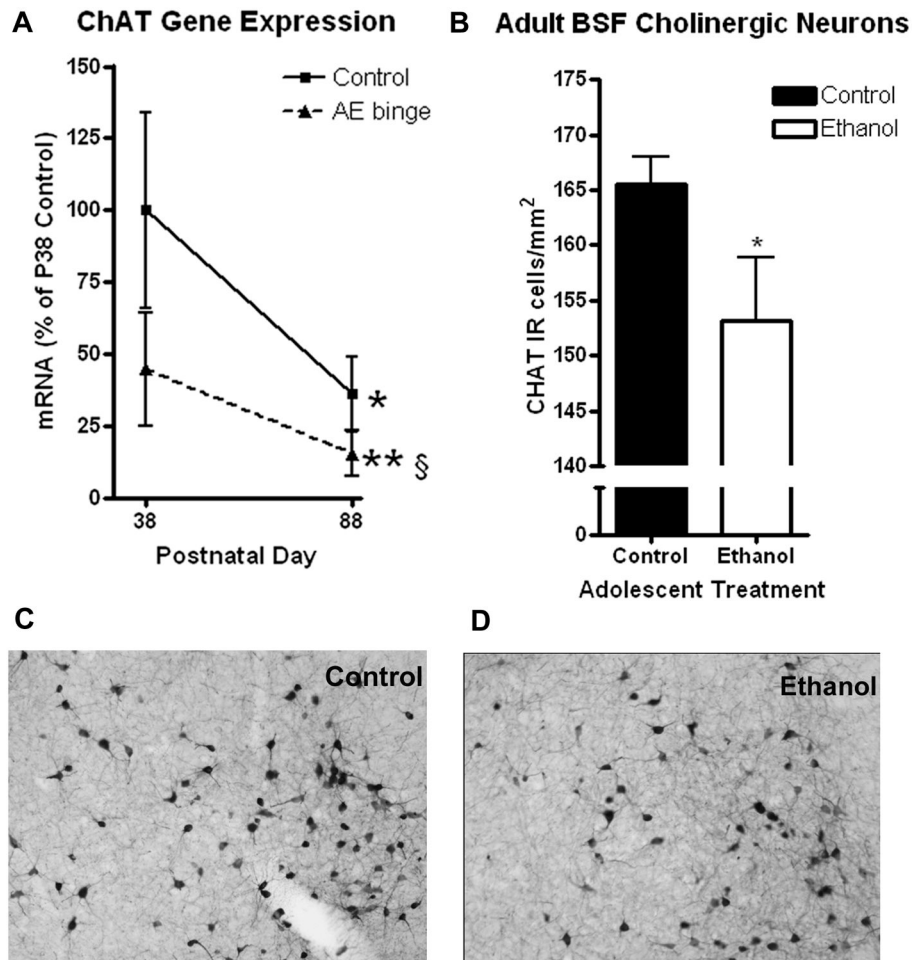 A
ChAT Gene Expression
150
125
100
75
50
25
0
mRNA (% of P38 Control)
Control
AE binge
*
** §
38
88
Postnatal Day
B
Adult BSF Cholinergic Neurons
175
170
165
160
155
150
145
140
0
CHAT IR cells/mm²
Control
Ethanol
*
Control
Ethanol
Adolescent Treatment
C
Control
D
Ethanol